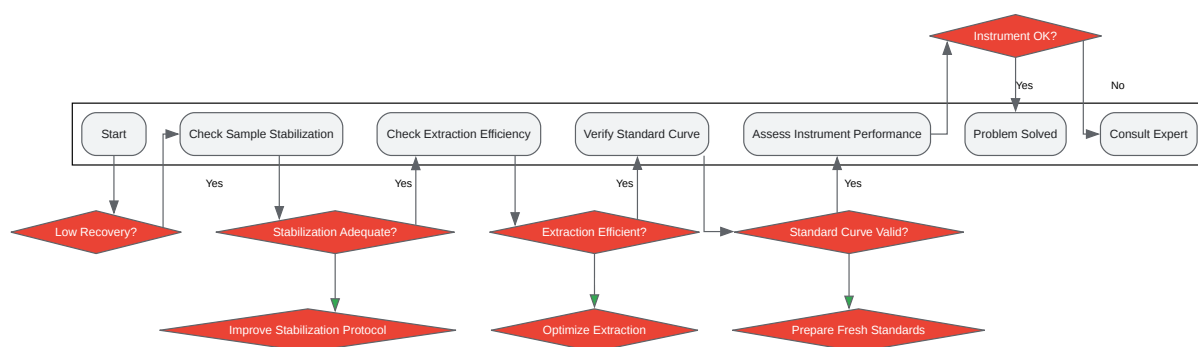 Instrument OK?
Yes
No
Start
Check Sample Stabilization
Check Extraction Efficiency
Verify Standard Curve
Assess Instrument Performance
Problem Solved
Consult Expert
Yes
Yes
Yes
Yes
Low Recovery?
Stabilization Adequate?
Extraction Efficient?
Standard Curve Valid?
Improve Stabilization Protocol
Optimize Extraction
Prepare Fresh Standards